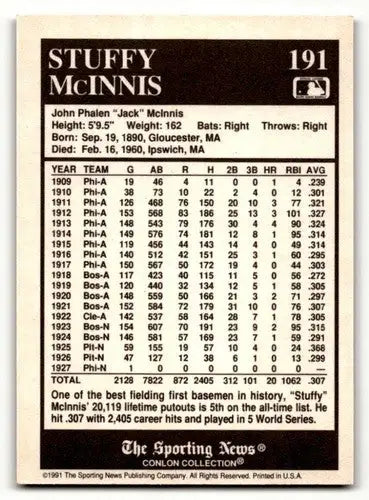 STUFFY 191
McINNIS
John Phalen "Jack" McInnis
Height: 5'9.5" Weight: 162 Bats: Right Throws: Right
Born: Sep. 19, 1890, Gloucester, MA
Died: Feb. 16, 1960, Ipswich, MA
YEAR TEAM G AB R H 2B 3B HR RBI AVG
1909 Phi-A 19 46 4 11 0 0 1 4 .239
1910 Phi-A 38 73 10 22 2 4 0 12 .301
1911 Phi-A 126 468 76 150 20 10 3 77 .321
1912 Phi-A 153 568 83 186 25 13 3 101 .327
1913 Phi-A 148 543 79 176 30 4 4 90 .324
1914 Phi-A 149 576 74 181 12 8 1 95 .314
1915 Phi-A 119 456 44 143 14 4 0 49 .314
1916 Phi-A 140 512 42 151 25 3 1 60 .295
1917 Phi-A 150 567 50 172 19 4 0 44 .303
1918 Bos-A 117 423 40 115 11 5 0 56 .272
1919 Bos-A 120 440 32 134 12 5 1 58 .305
1920 Bos-A 148 559 50 166 21 3 2 71 .297
1921 Bos-A 152 584 72 179 31 10 0 76 .307
1922 Cle-A 142 537 58 164 28 7 1 78 .305
1923 Bos-N 154 607 70 191 23 9 2 95 .315
1924 Bos-N 146 581 57 169 23 7 1 59 .291
1925 Pit-N 59 155 19 57 10 4 0 24 .368
1926 Pit-N 47 127 12 38 6 1 0 13 .299
1927 Phi-N 1 0 0 0 0 0 0 0 .000
TOTAL 2128 7822 872 2405 312 101 20 1062 .307
One of the best fielding first basemen in history, "Stuffy"
McInnis' 20,119 lifetime putouts is 5th on the all-time list. He
hit .307 with 2,405 career hits and played in 5 World Series.
The Sporting News®
CONLON COLLECTION®
©1991 The Sporting News Publishing Company. All Rights Reserved. Printed in U.S.A.